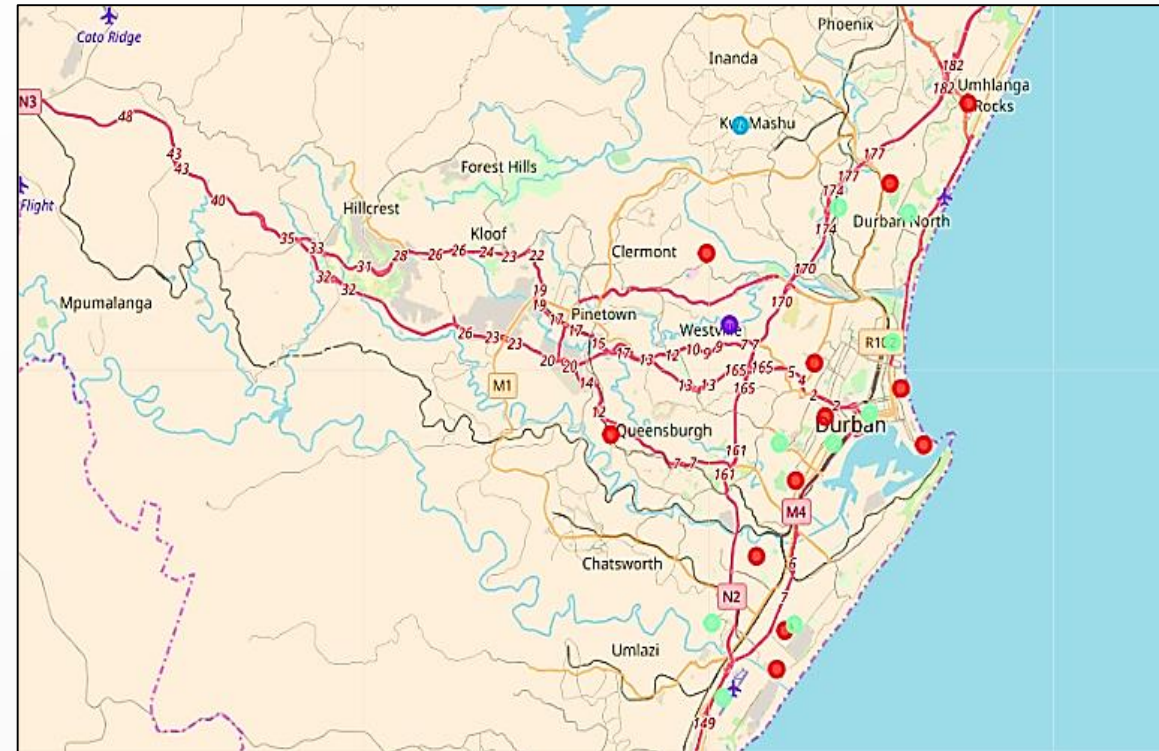 Cato Ridge
Phoenix
Inanda
182
182
Umhlanga
Rocks
N3
48
Kw Mashu
43
43
177
177
Forest Hills
Flight
40
Hillcrest
174
174
Durban North
35
33
Kloof
28
26
26
24
23
22
31
Clermont
32
32
170
170
Mpumalanga
19
19
17
17
Pinetown
26
23
23
15
17
13
12
10
9
9
7
7
Westville
R102
20
20
165
165
165
5
4
2
2
M1
14
13
13
12
Queensburgh
Durban
7
7
161
161
M4
Chatsworth
6
7
N2
Umlazi
149